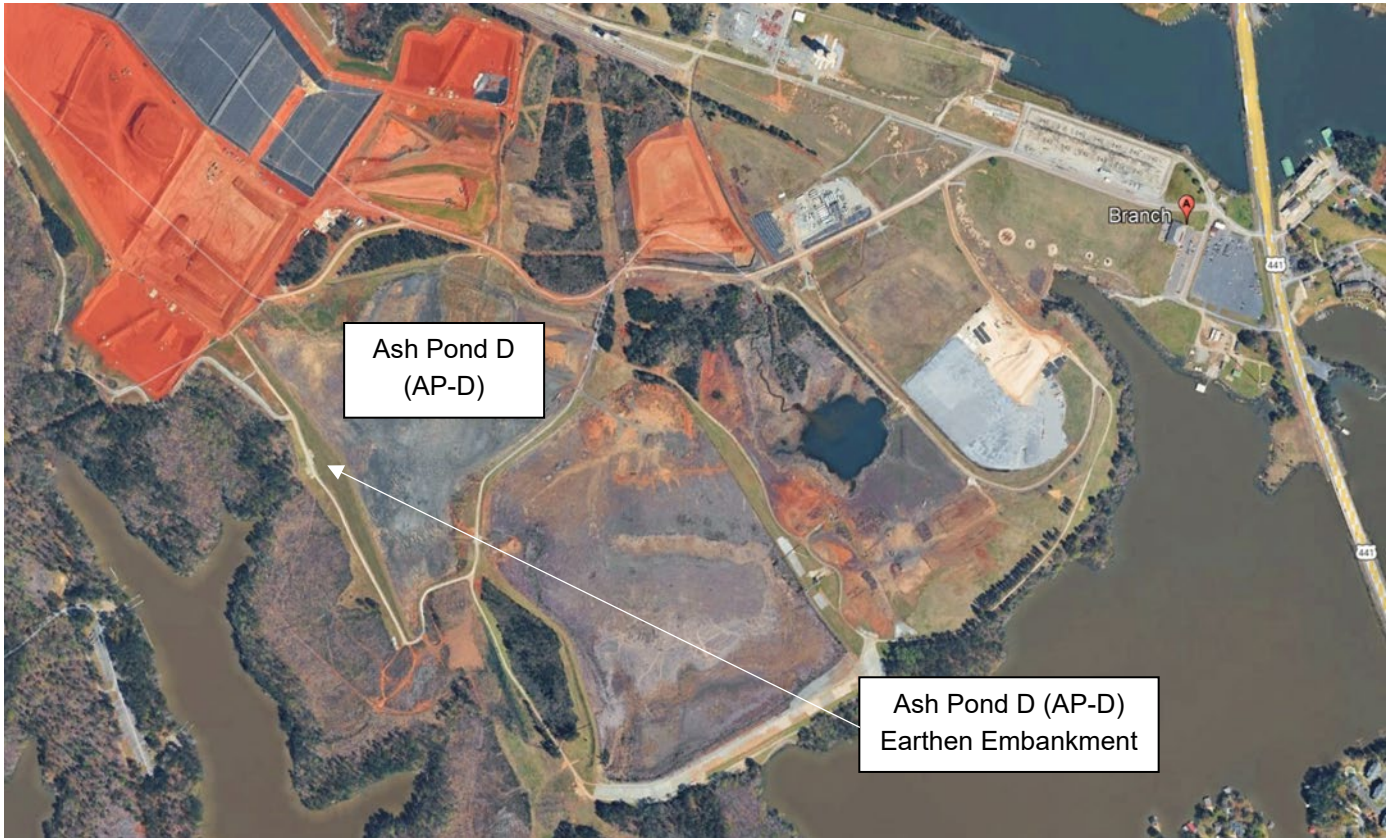 Branch
A
441
Ash Pond D
(AP-D)
441
Ash Pond D (AP-D)
Earthen Embankment